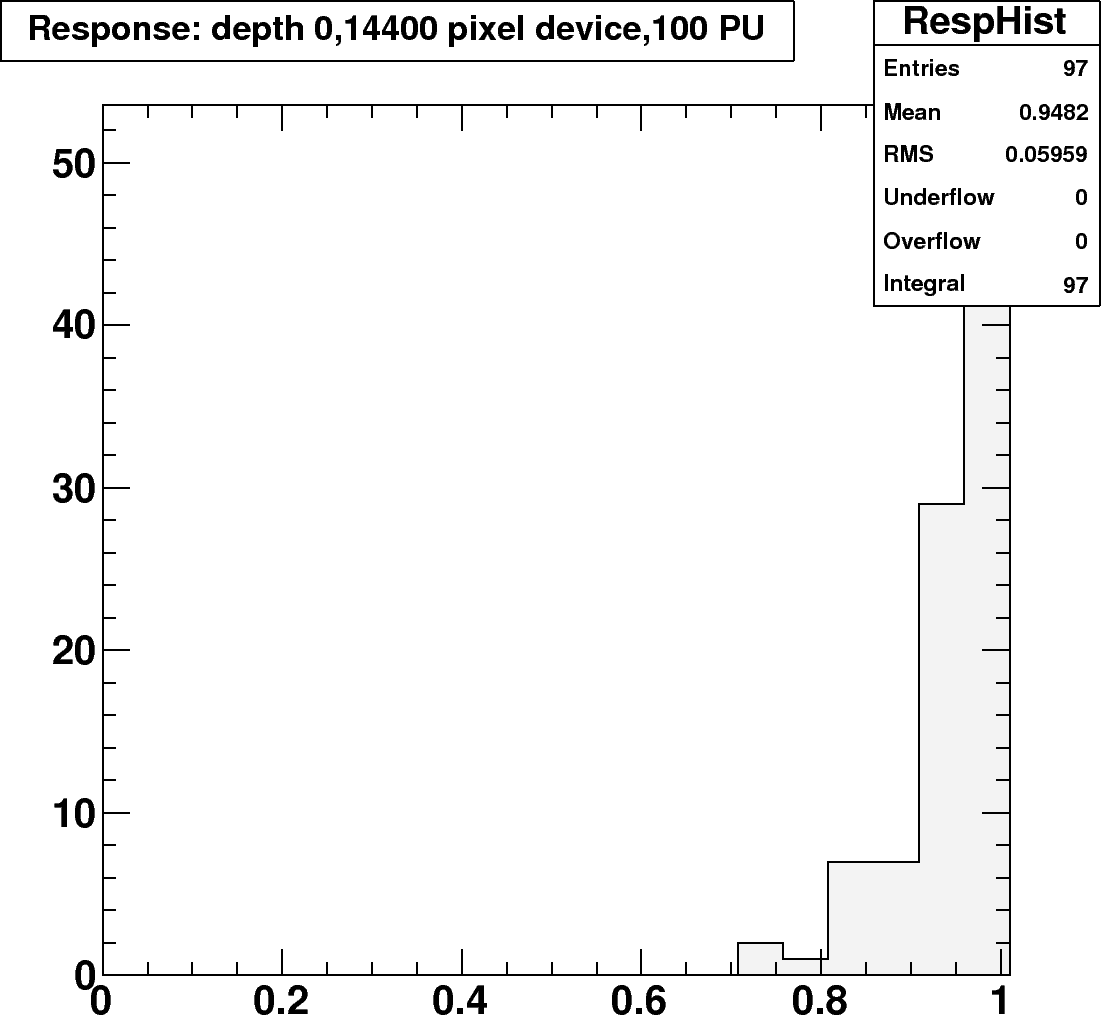 Response: depth 0,14400 pixel device,100 PU
RespHist
Entries 97
Mean 0.9482
RMS 0.05959
Underflow 0
Overflow 0
Integral 97
50
40
30
20
10
0
0 0.2 0.4 0.6 0.8 1